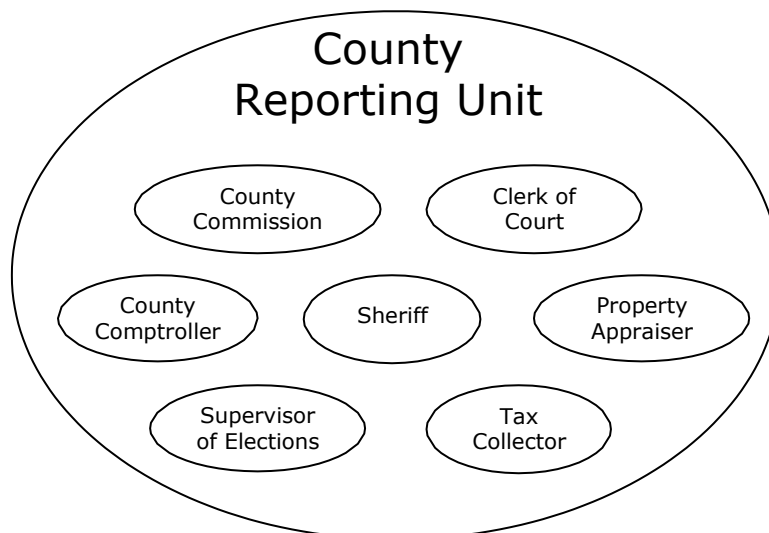 County
Reporting Unit
County
Commission
Clerk of
Court
County
Comptroller
Sheriff
Property
Appraiser
Supervisor
of Elections
Tax
Collector